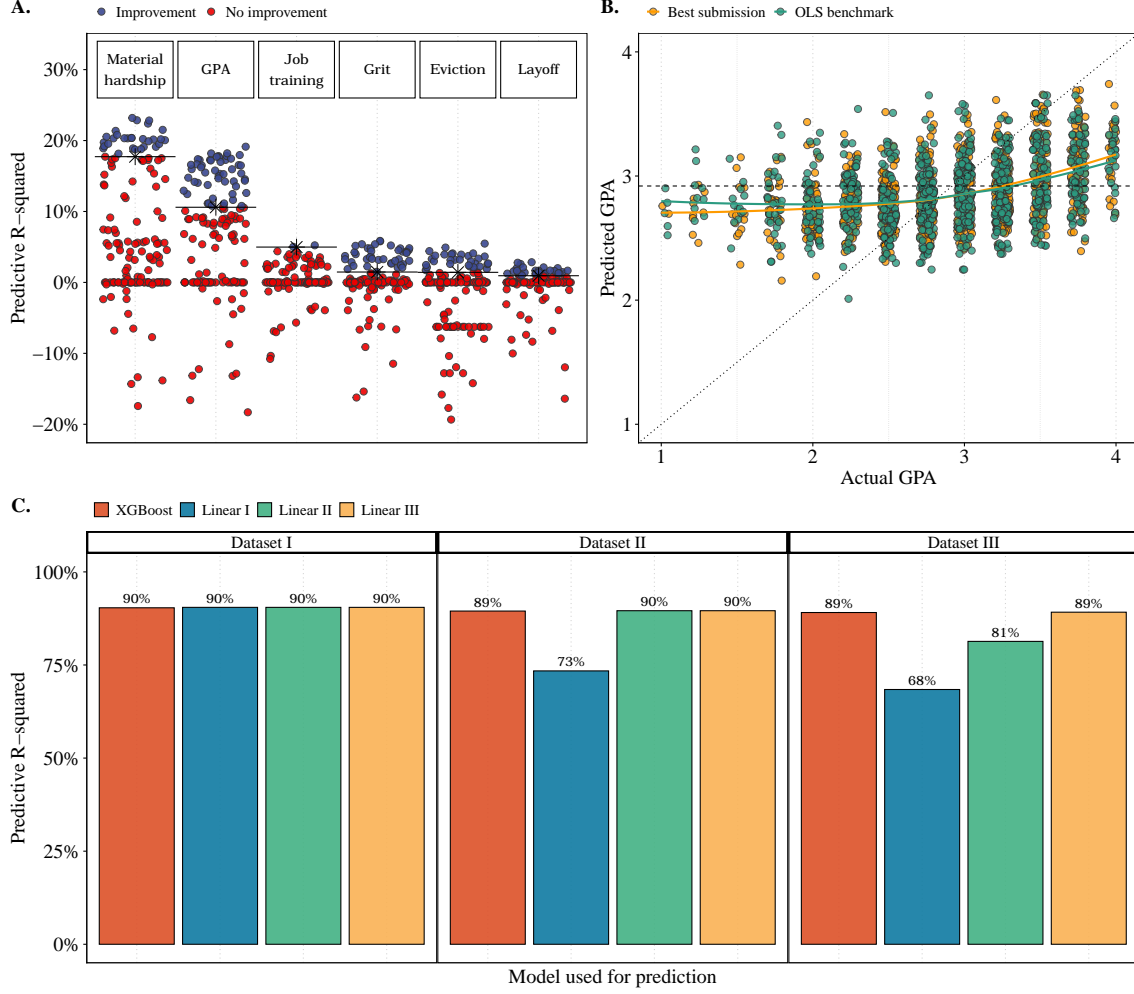 A.
Improvement No improvement
Predictive R−squared
30%
20%
10%
0%
−10%
−20%
Material
hardship
GPA
Job
training
Grit
Eviction
Layoff
B.
Best submission OLS benchmark
Predicted GPA
4
3
2
1
1 2 3 4
Actual GPA
C.
XGBoost Linear I Linear II Linear III
Predictive R−squared
100%
75%
50%
25%
0%
Dataset I
90% 90% 90% 90%
Dataset II
89% 73% 90% 90%
Dataset III
89% 68% 81% 89%
Model used for prediction